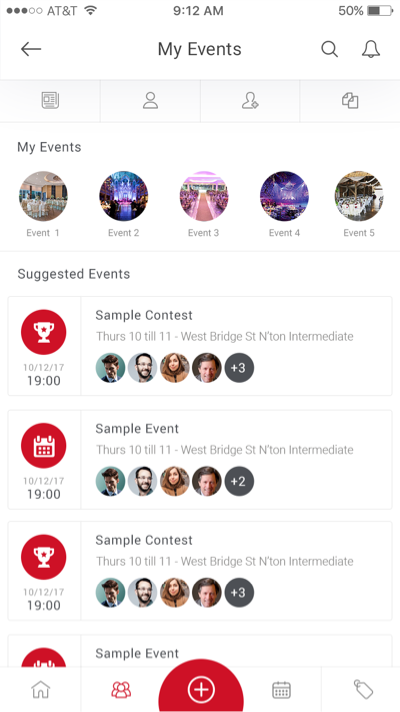 AT&T 9:12 AM 50%
My Events
My Events
Event 1 Event 2 Event 3 Event 4 Event 5
Suggested Events
Sample Contest
Thurs 10 till 11 - West Bridge St N'ton Intermediate
10/12/17
19:00
+3
Sample Event
Thurs 10 till 11 - West Bridge St N'ton Intermediate
10/12/17
19:00
+2
Sample Contest
Thurs 10 till 11 - West Bridge St N'ton Intermediate
10/12/17
19:00
+3
Sample Event